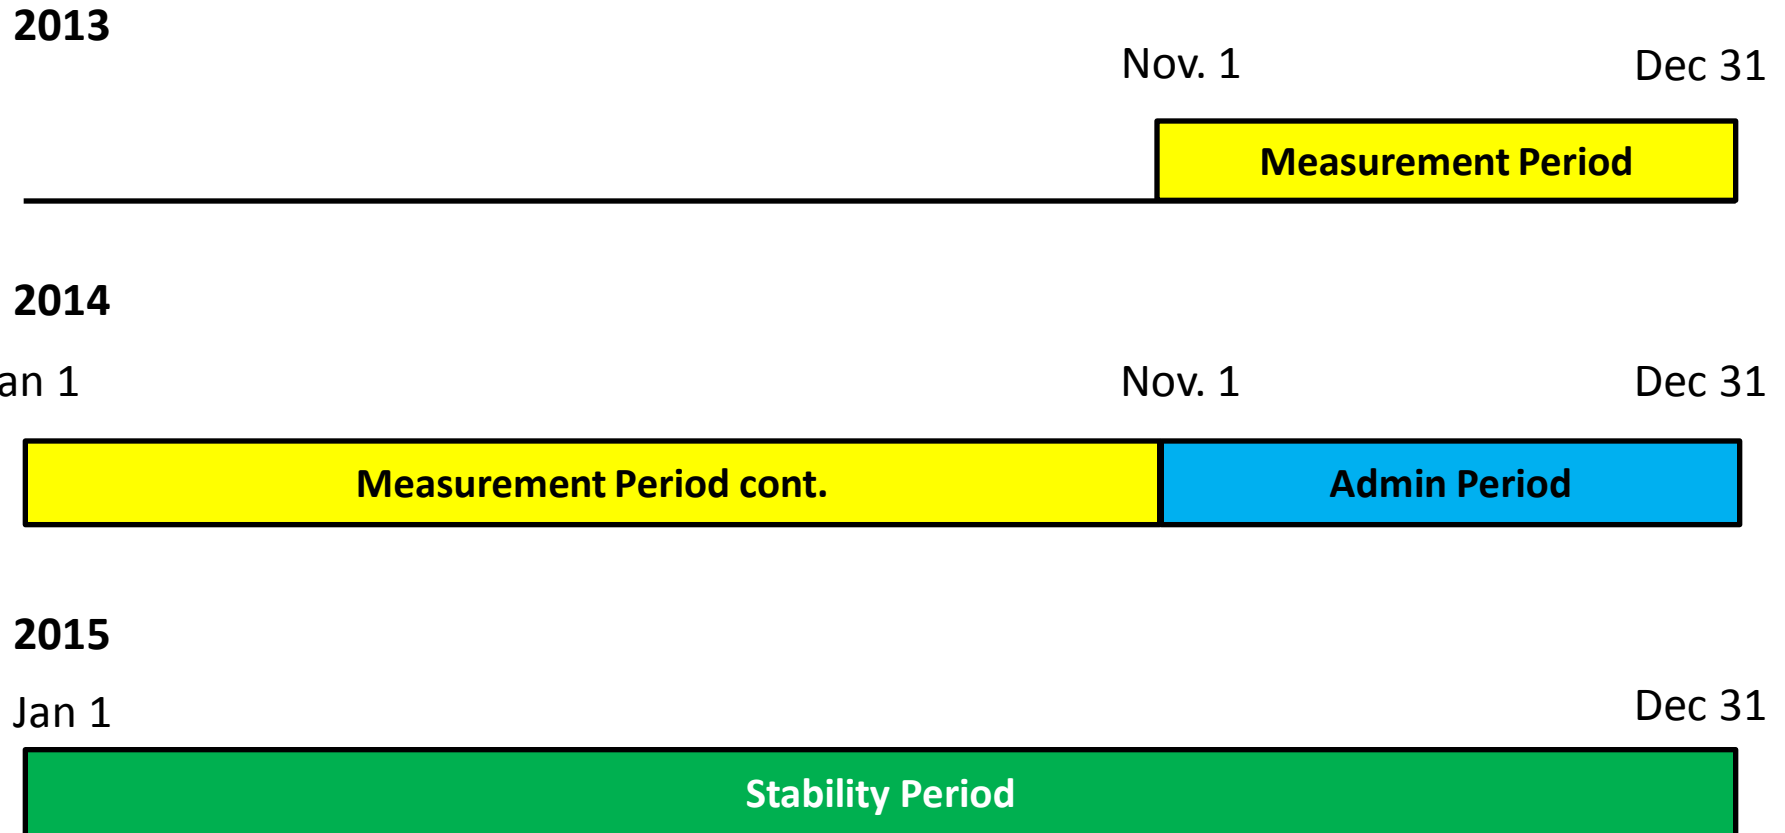 2013
Nov. 1 Dec 31
Measurement Period
2014
an 1 Nov. 1 Dec 31
Measurement Period cont. Admin Period
2015
Jan 1 Dec 31
Stability Period